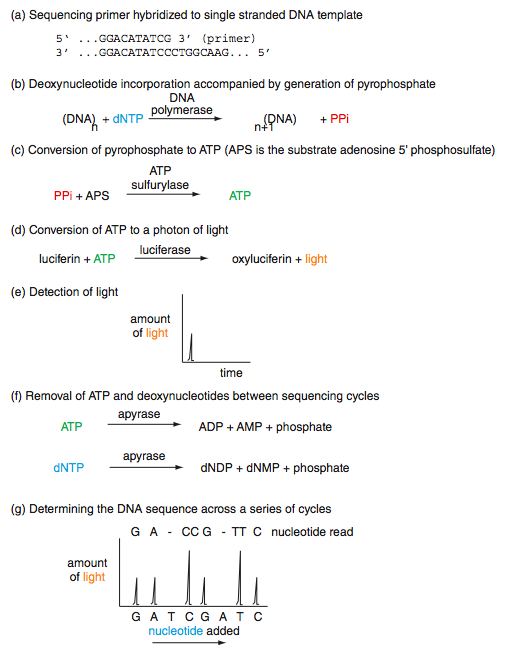 (a) Sequencing primer hybridized to single stranded DNA template
5‘ ...GGACATATCG 3’ (primer)
3’ ...GGACATATCCCTGGCAAG... 5’
(b) Deoxynucleotide incorporation accompanied by generation of pyrophosphate
DNA
polymerase
(DNA)n + dNTP
n+1(DNA) + PPi
(c) Conversion of pyrophosphate to ATP (APS is the substrate adenosine 5' phosphosulfate)
ATP
sulfurylase
PPi + APS
ATP
(d) Conversion of ATP to a photon of light
luciferase
luciferin + ATP
oxyluciferin + light
(e) Detection of light
amount
of light
time
(f) Removal of ATP and deoxynucleotides between sequencing cycles
apyrase
ATP
ADP + AMP + phosphate
apyrase
dNTP
dNDP + dNMP + phosphate
(g) Determining the DNA sequence across a series of cycles
G A - CC G - TT C nucleotide read
amount
of light
G A T C G A T C
nucleotide added